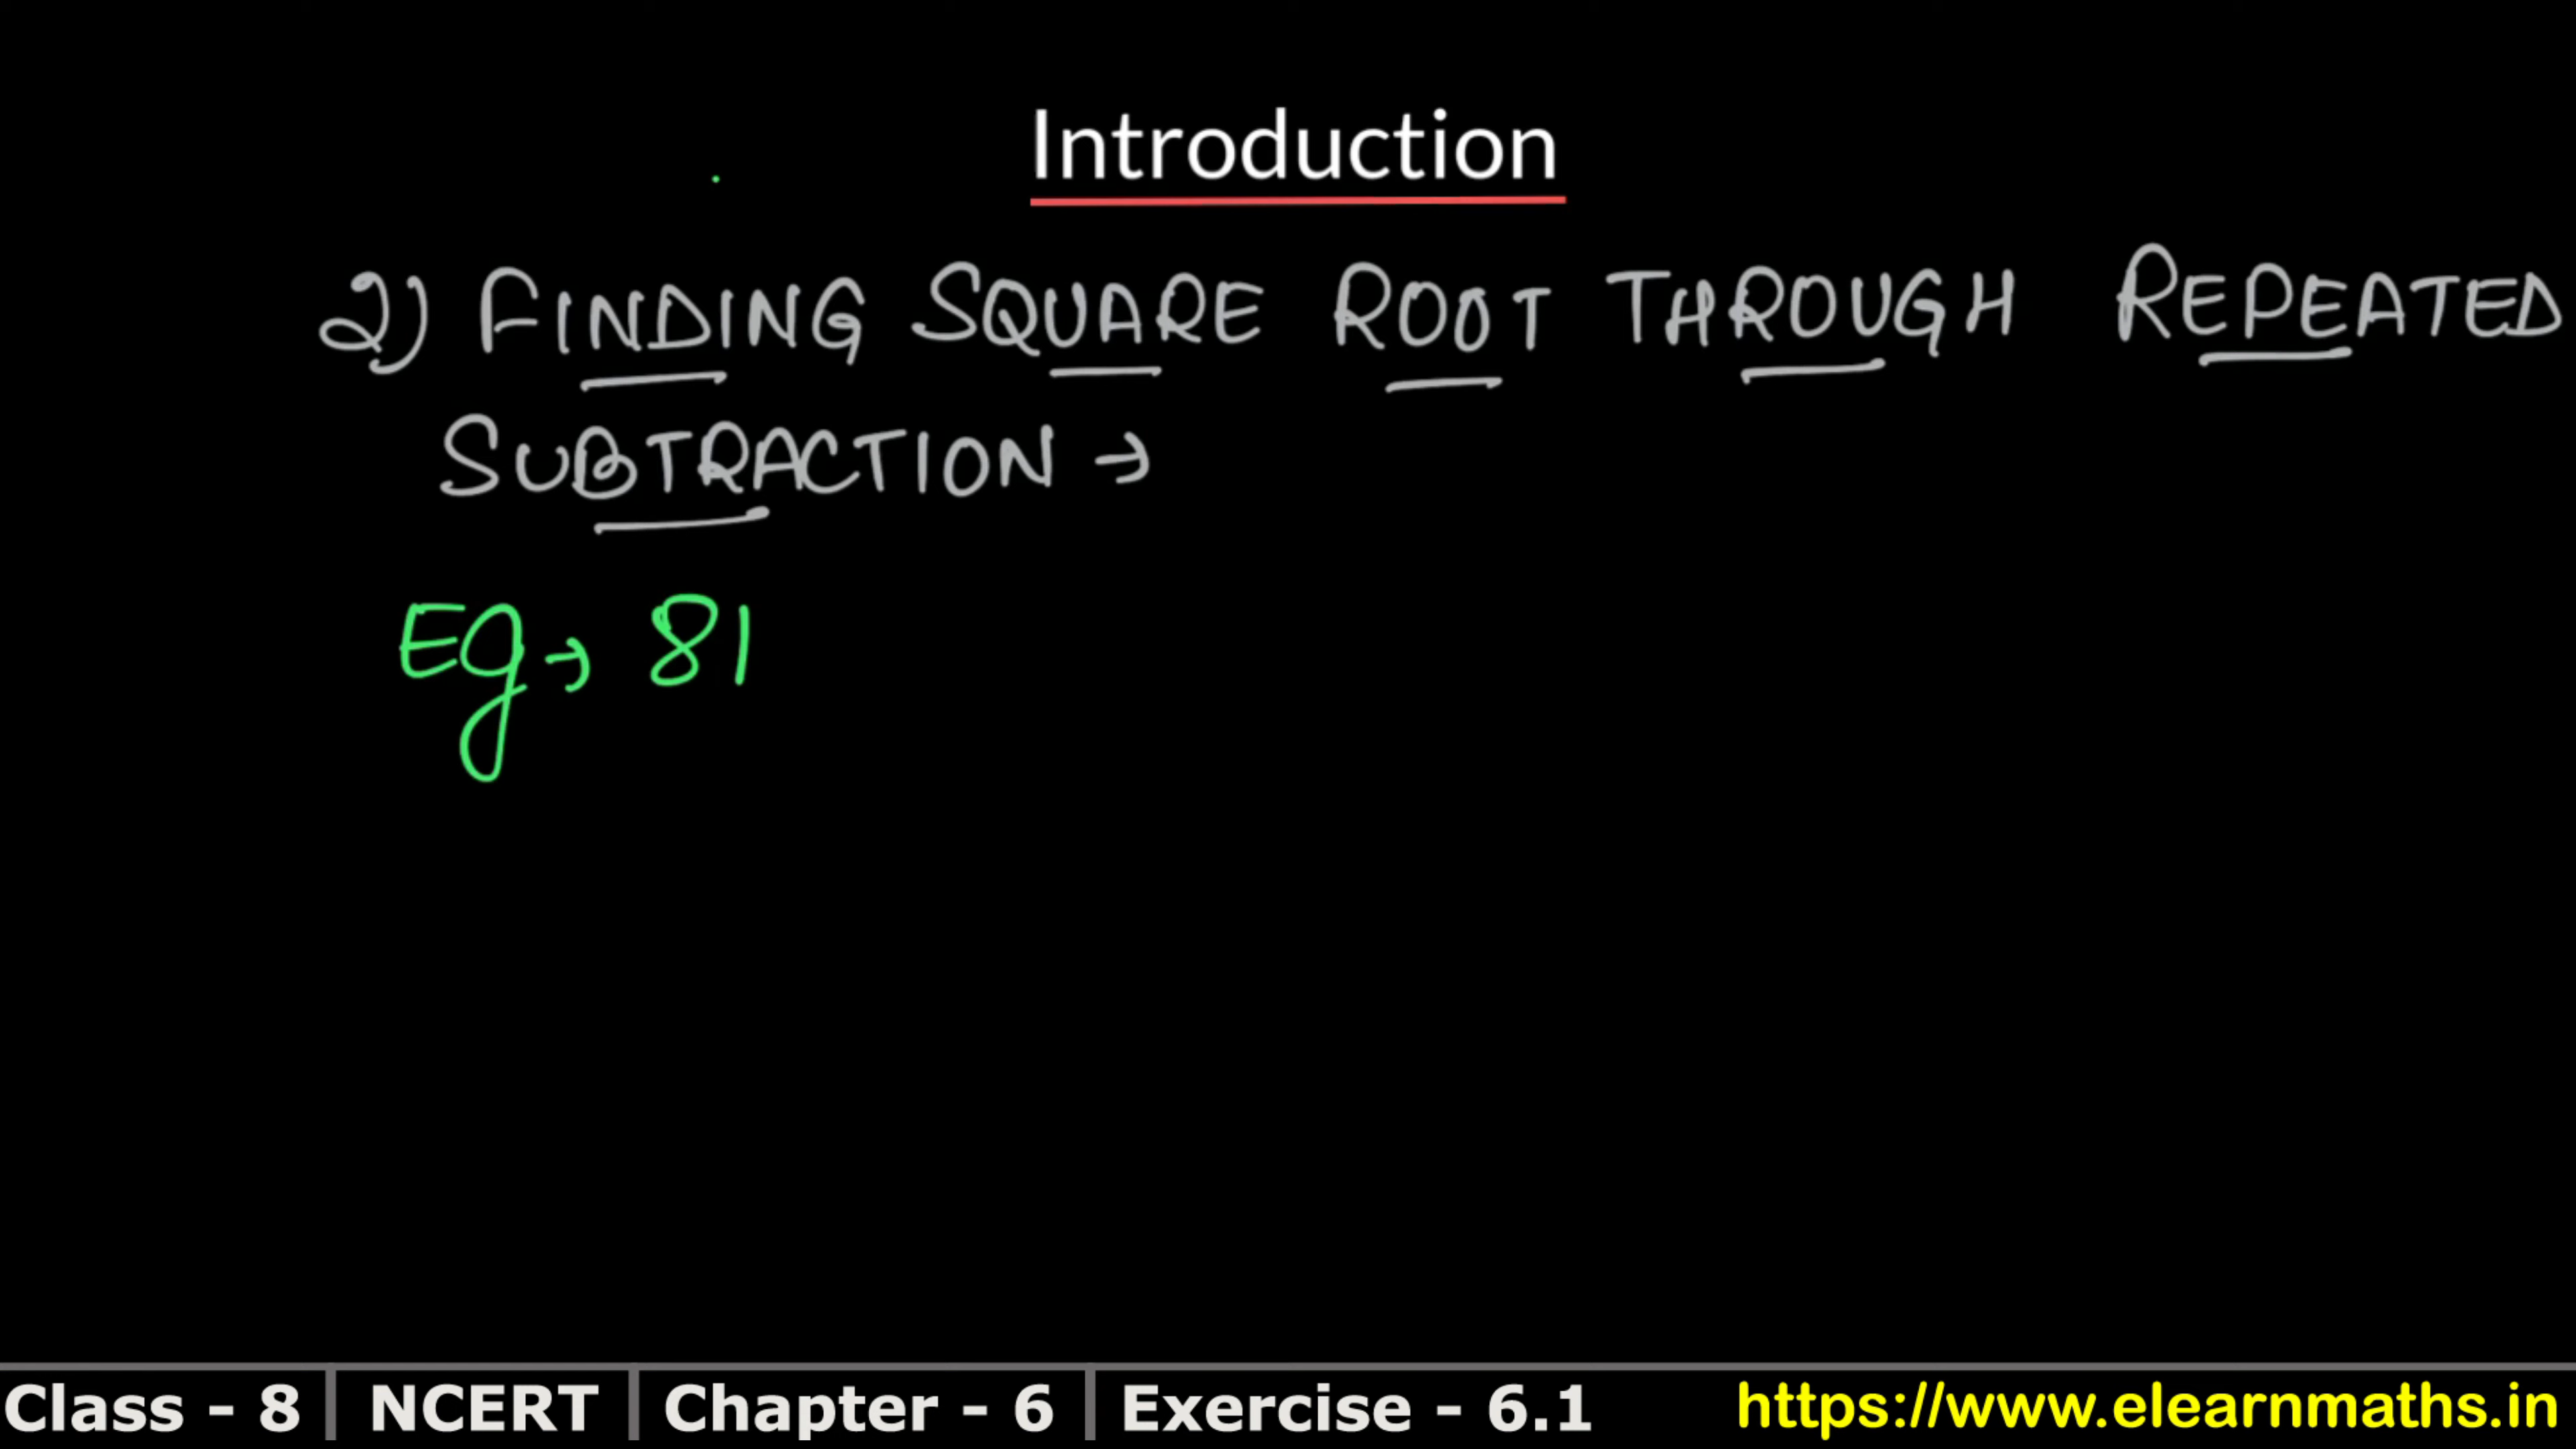 Introduction
2) FINDING SQUARE ROOT THROUGH REPEATED
SUBTRACTION →
Eg → 81
Class - 8 | NCERT | Chapter - 6 | Exercise - 6.1 https://www.elearnmaths.in